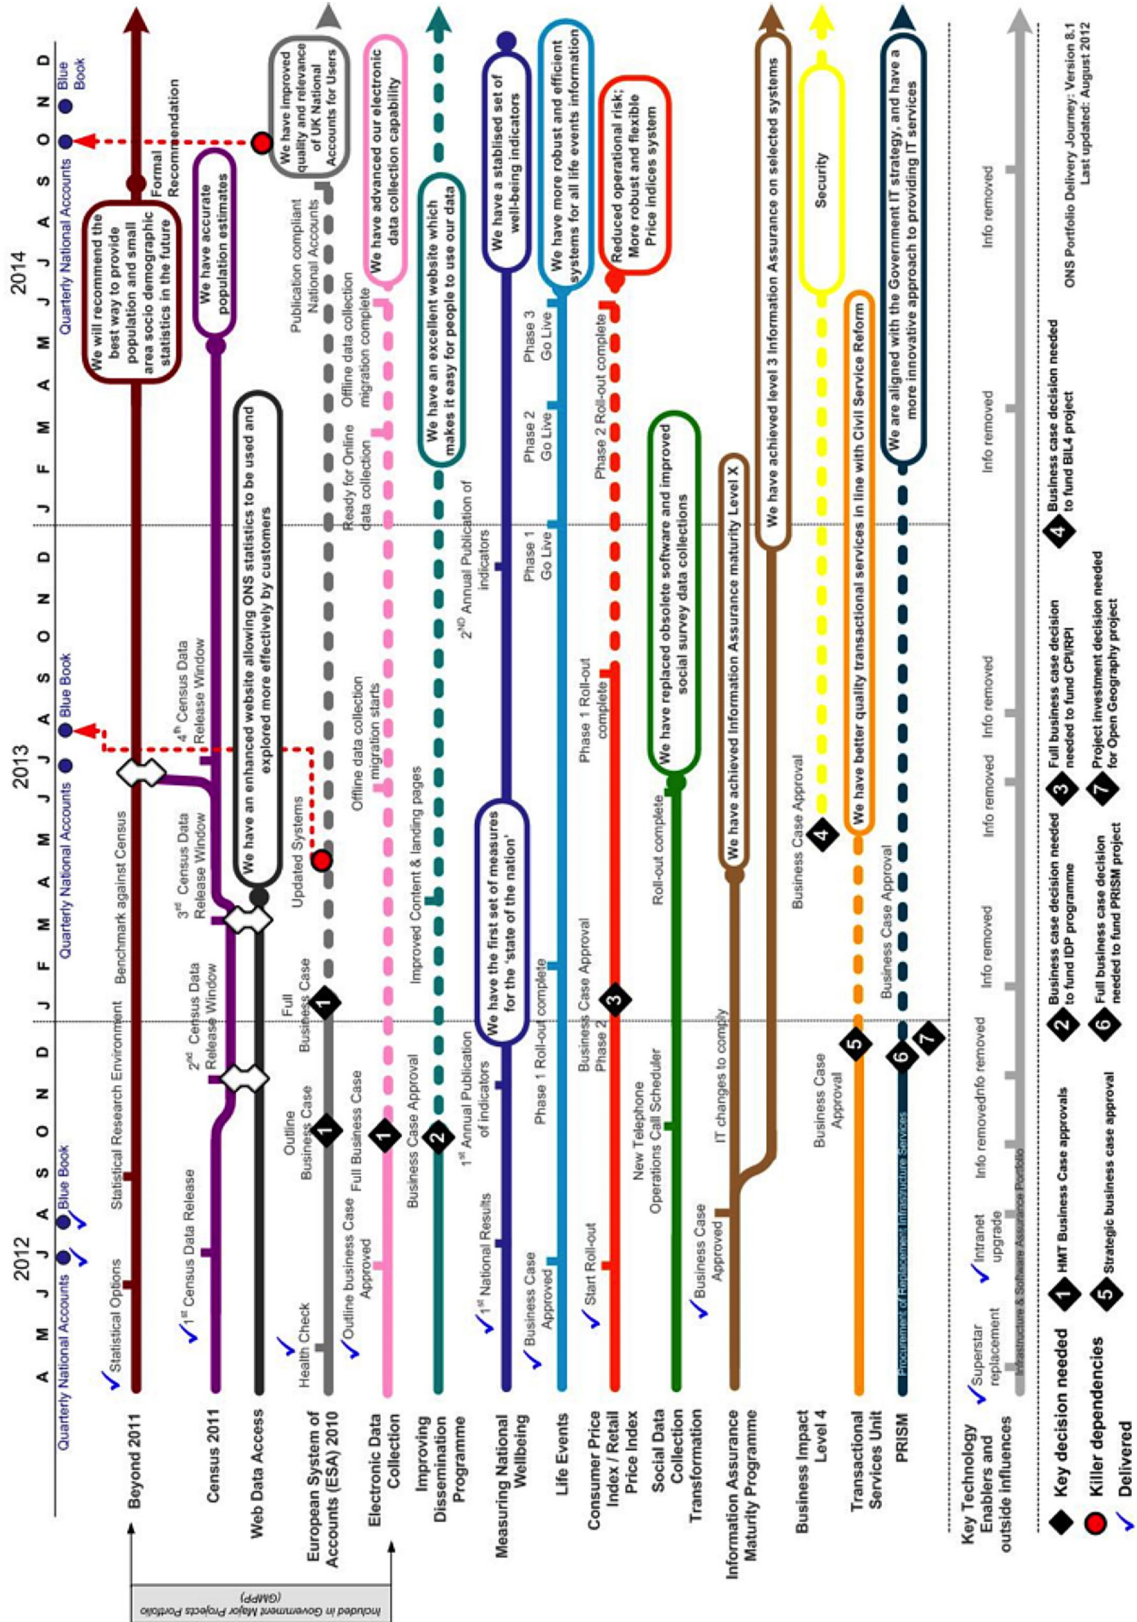 2012
2013
2014
A M J J A S O N D J F M A M J J A S O N D J F M A M J J A S O N D
Quarterly National Accounts
Blue Book
Quarterly National Accounts
Blue Book
Quarterly National Accounts
Blue
Book
Included in Government Major Projects Portfolio
(GMPP)
Beyond 2011
Statistical Options
Statistical Research Environment
Benchmark against Census
We will recommend the
best way to provide
population and small
area socio demographic
statistics in the future
Formal
Recommendation
Census 2011
1st Census Data Release
2nd Census Data
Release Window
3rd Census Data
Release Window
4th Census Data
Release Window
We have accurate
population estimates
Web Data Access
We have an enhanced website allowing ONS statistics to be used and
explored more effectively by customers
European System of
Accounts (ESA) 2010
Health Check
Outline
Business Case
1
Full
Business Case
1
Updated Systems
Publication compliant
National Accounts
We have improved
quality and relevance
of UK National
Accounts for Users
Electronic Data
Collection
Outline business Case
Approved
Full Business Case
1
Offline data collection
migration starts
Ready for Online
data collection
Offline data collection
migration complete
We have advanced our electronic
data collection capability
Improving
Dissemination
Programme
Business Case Approval
2
Improved Content & landing pages
We have an excellent website which
makes it easy for people to use our data
Measuring National
Wellbeing
1st National Results
1st Annual Publication
of indicators
We have the first set of measures
for the 'state of the nation'
2ND Annual Publication of
indicators
We have a stablised set of
well-being indicators
Life Events
Business Case
Approved
Phase 1 Roll-out complete
Phase 1
Go Live
Phase 2
Go Live
Phase 3
Go Live
We have more robust and efficient
systems for all life events information
Consumer Price
Index / Retail
Price Index
Start Roll-out
Business Case Approval
Phase 2
3
Phase 1 Roll-out
complete
Phase 2 Roll-out complete
Reduced operational risk;
More robust and flexible
Price indices system
Social Data
Collection
Transformation
New Telephone
Operations Call Scheduler
Roll-out complete
We have replaced obsolete software and improved
social survey data collections
Information Assurance
Maturity Programme
Business Case
Approved
IT changes to comply
We have achieved Information Assurance maturity Level X
We have achieved level 3 Information Assurance on selected systems
Business Impact
Level 4
Business Case Approval
4
Security
Transactional
Services Unit
Business Case
Approval
5
We have better quality transactional services in line with Civil Service Reform
PRISM
Procurement of Replacement Infrastructure Services
6
7
Business Case Approval
We are aligned with the Government IT strategy, and have a
more innovative approach to providing IT services
Key Technology
Enablers and
outside influences
Superstar
replacement
Intranet
upgrade
Infrastructure & Software Assurance Portfolio
Info removed
Info removed
Info removed
Info removed
Info removed
Info removed
Info removed
Info removed
Key decision needed
Killer dependencies
Delivered
1 HMT Business Case approvals
5 Strategic business case approval
2 Business case decision needed
to fund IDP programme
6 Full business case decision
needed to fund PRISM project
3 Full business case decision
needed to fund CPI/RPI
7 Project investment decision needed
for Open Geography project
4 Business case decision needed
to fund BIL4 project
ONS Portfolio Delivery Journey: Version 8.1
Last updated: August 2012